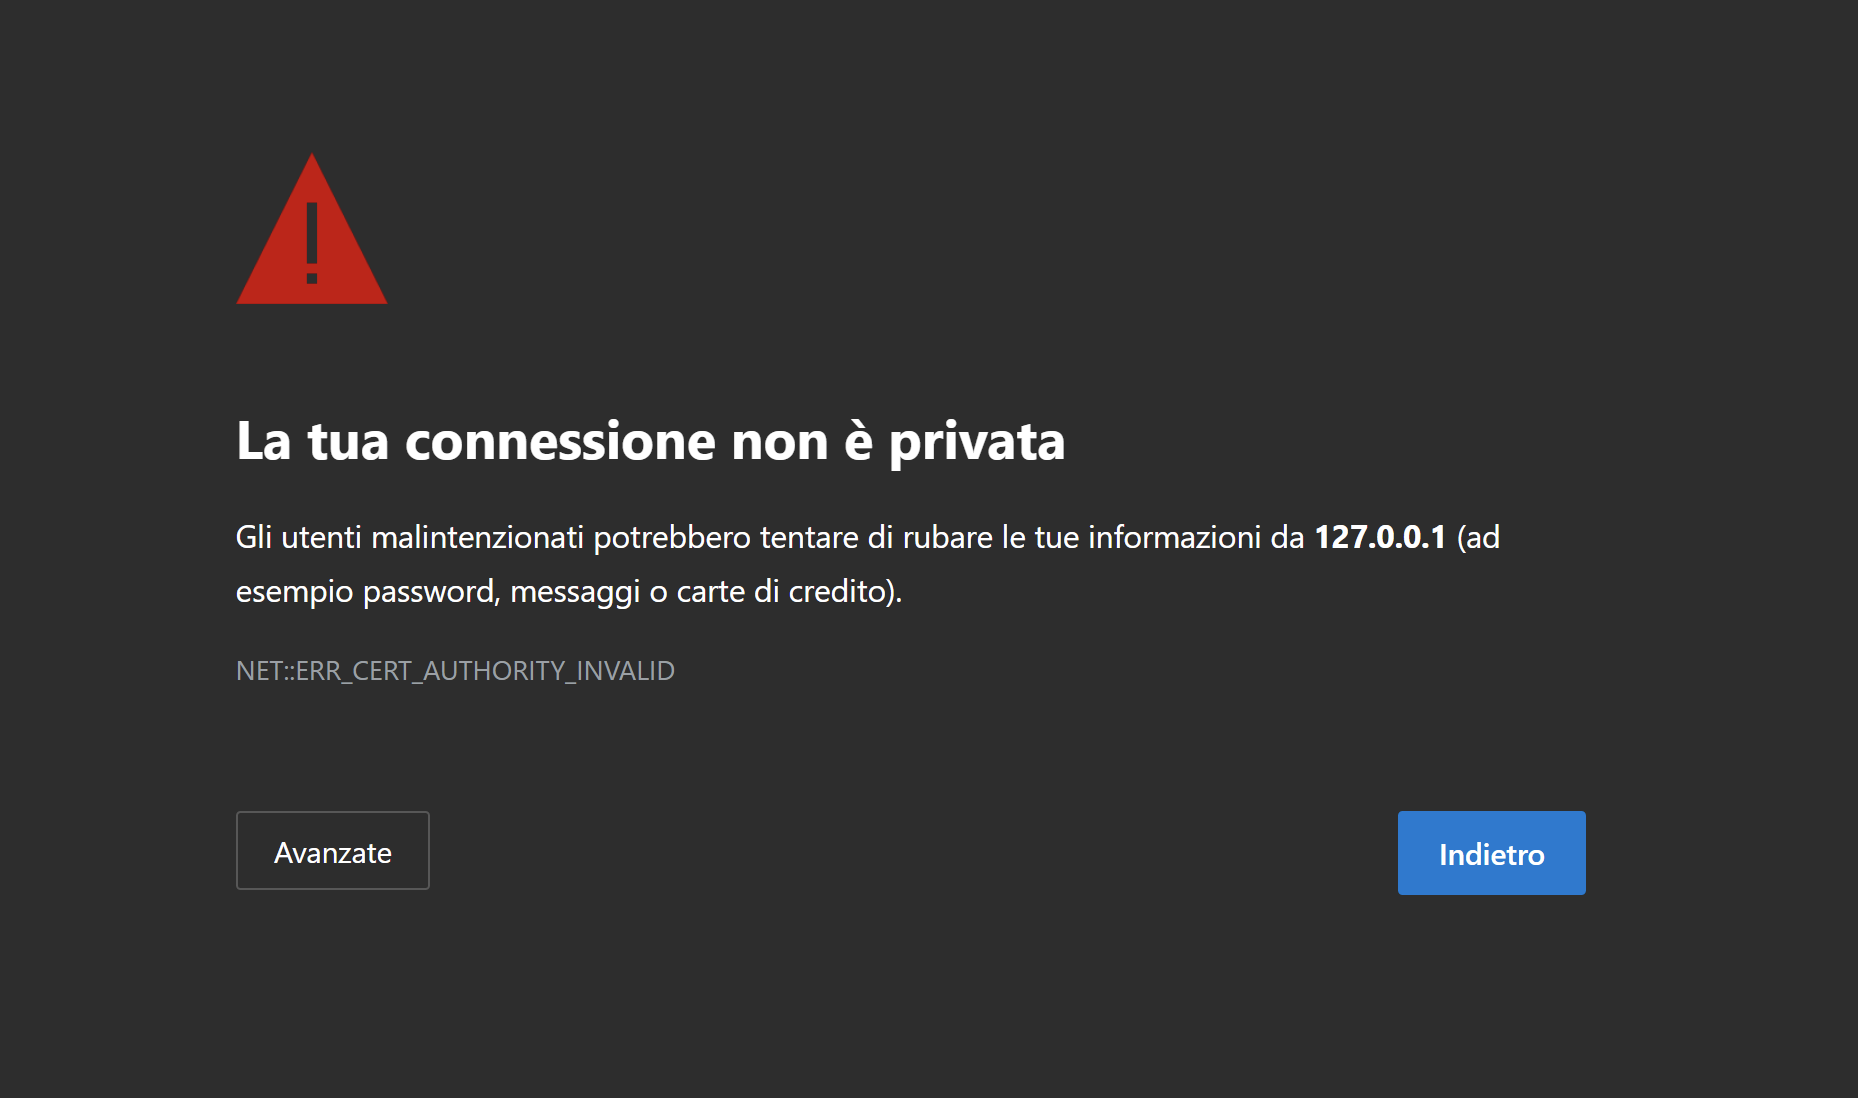 La tua connessione non è privata
Gli utenti malintenzionati potrebbero tentare di rubare le tue informazioni da 127.0.0.1 (ad
esempio password, messaggi o carte di credito).
NET::ERR_CERT_AUTHORITY_INVALID
Avanzate
Indietro